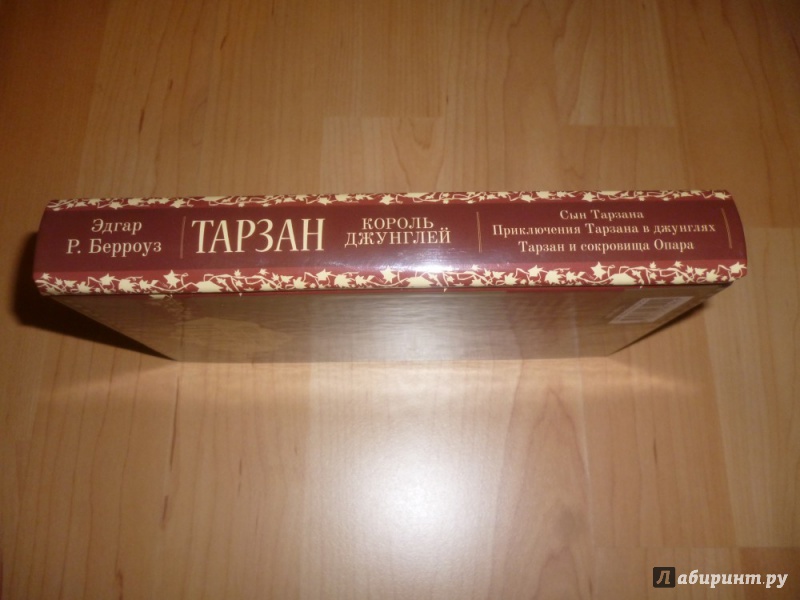 Эдгар
Р. Берроуз
ТАРЗАН
КОРОЛЬ
ДЖУНГЛЕЙ
Сын Тарзана
Приключения Тарзана в джунглях
Тарзан и сокровища Опара
Лабиринт.ру